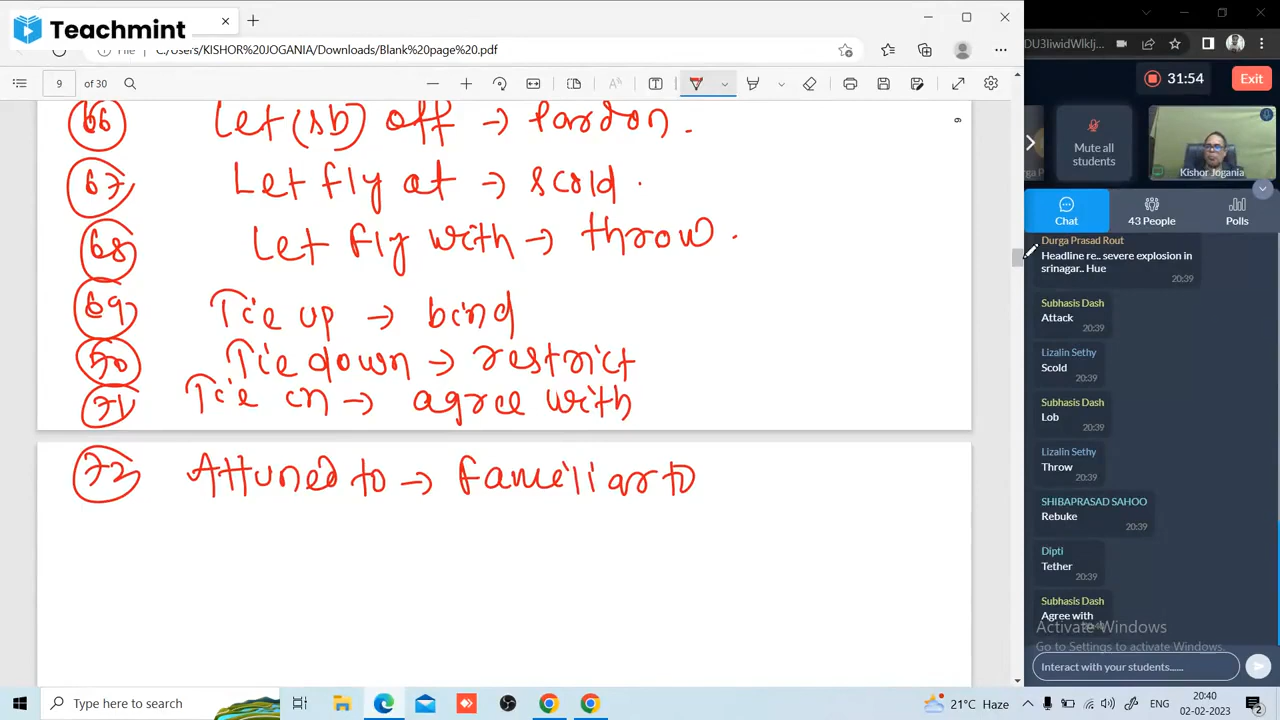 Teachmint
File
C:/Users/KISHOR%20JOGANIA/Downloads/Blank%20page%20.pdf
9 of 30
66 Let (sb) off → Pardon.
67 Let fly at → scold.
68 Let fly with → throw.
69 Tie up → bind
70 Tie down → restrict
71 Tie in → agree with
72 Attuned to → familiar to
9
DU3IiwidWlkIj...
31:54
Exit
Mute all
students
Kishor Jogania
Chat
43 People
Polls
Durga Prasad Rout
Headline re.. severe explosion in
srinagar.. Hue
20:39
Subhasis Dash
Attack
20:39
Lizalin Sethy
Scold
20:39
Subhasis Dash
Lob
20:39
Lizalin Sethy
Throw
20:39
SHIBAPRASAD SAHOO
Rebuke
20:39
Dipti
Tether
20:39
Subhasis Dash
Agree with
Activate Windows
Go to Settings to activate Windows.
Interact with your students......
Type here to search
21°C Haze
ENG
20:40
02-02-2023
2